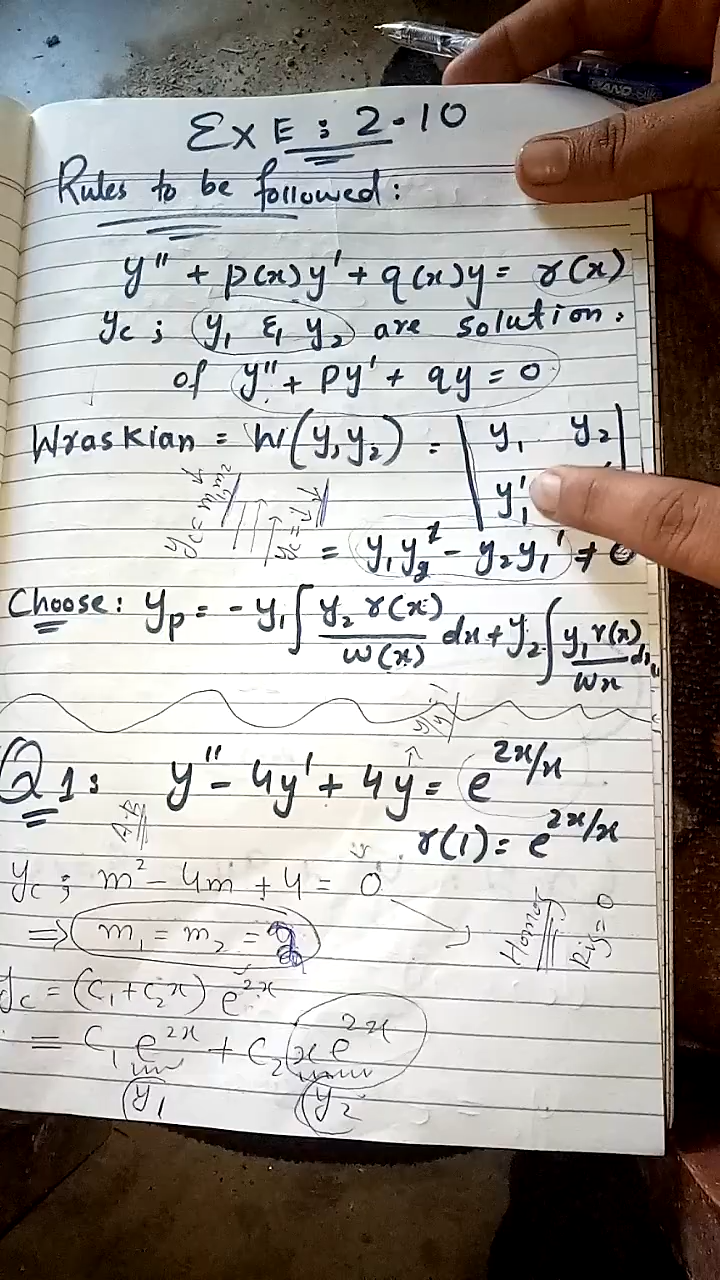 EXE : 2.10
Rules to be followed:
y'' + p(x)y' + q(x)y = r(x)
yc ; y₁ & y₂ are solution.
of y'' + py' + qy = 0
Wraskian = W(y, y₂) = | y₁ y₂ |
y₁'
= y₁y₂' - y₂y₁' ≠ 0
Choose: yp = -y₁∫ y₂ r(x)/w(x) dx + y₂∫ y₁ r(x)/wx dx
Q1: y'' - 4y' + 4y = e^2x/x
r(1) = e^2x/x
yc ; m² - 4m + 4 = 0
⇒ m₁ = m₂ =
Homog
yc = (c₁+c₂x) e^2x
= c₁e^2x + c₂xe^2x
y₁ y₂